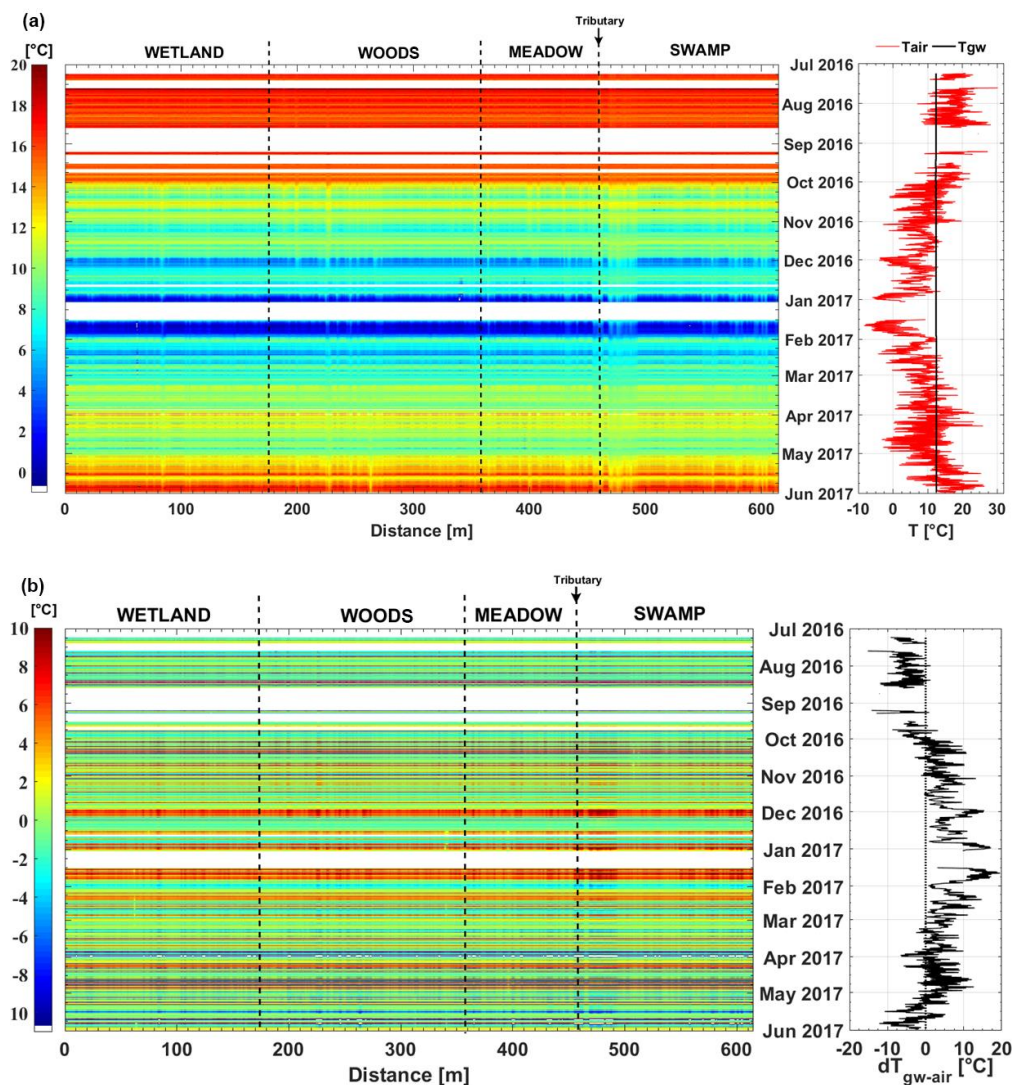 (a)
Tributary
[°C]
WETLAND WOODS MEADOW SWAMP
Tair Tgw
20
18
16
14
12
10
8
6
4
2
0
Jul 2016
Aug 2016
Sep 2016
Oct 2016
Nov 2016
Dec 2016
Jan 2017
Feb 2017
Mar 2017
Apr 2017
May 2017
Jun 2017
0 100 200 300 400 500 600
Distance [m]
-10 0 10 20 30
T [°C]
(b)
Tributary
[°C]
WETLAND WOODS MEADOW SWAMP
10
8
6
4
2
0
-2
-4
-6
-8
10
Jul 2016
Aug 2016
Sep 2016
Oct 2016
Nov 2016
Dec 2016
Jan 2017
Feb 2017
Mar 2017
Apr 2017
May 2017
Jun 2017
0 100 200 300 400 500 600
Distance [m]
-20 -10 0 10 20
dTgw-air [°C]